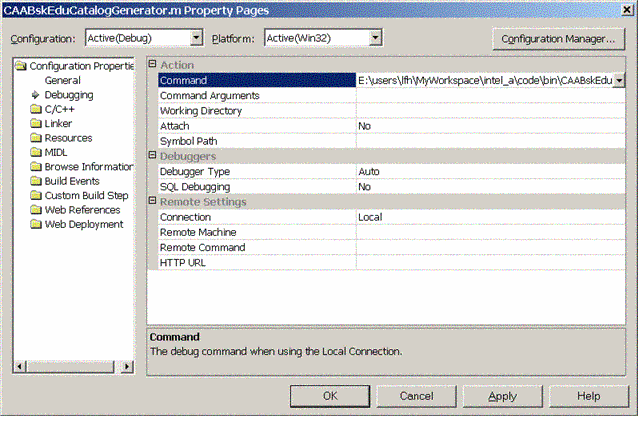 CAABskEduCatalogGenerator.m Property Pages
Configuration: Active(Debug) Platform: Active(Win32) Configuration Manager...
Configuration Propertie
General
Debugging
C/C++
Linker
Resources
MIDL
Browse Information
Build Events
Custom Build Step
Web References
Web Deployment
Action
Command E:\users\lfh\MyWorkspace\intel_a\code\bin\CAABskEdu
Command Arguments
Working Directory
Attach No
Symbol Path
Debuggers
Debugger Type Auto
SQL Debugging No
Remote Settings
Connection Local
Remote Machine
Remote Command
HTTP URL
Command
The debug command when using the Local Connection.
OK Cancel Apply Help